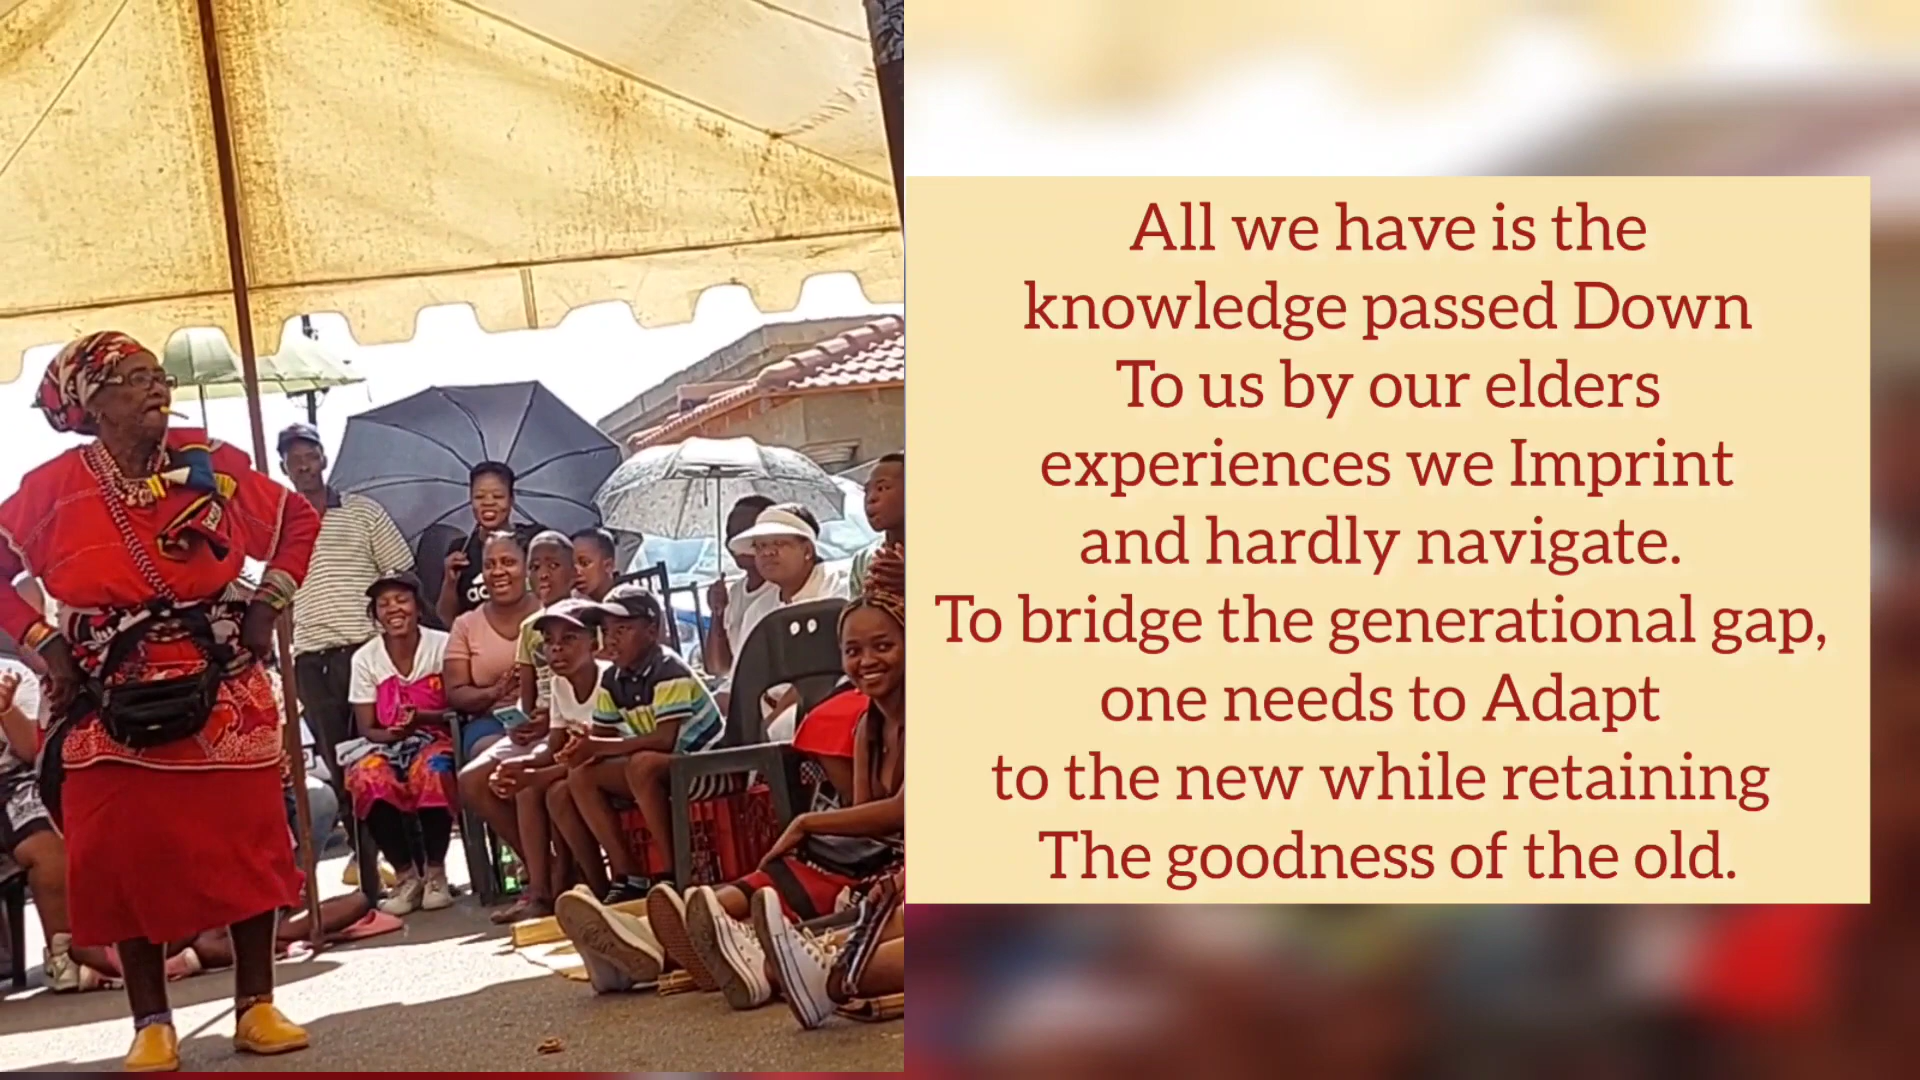 All we have is the
knowledge passed Down
To us by our elders
experiences we Imprint
and hardly navigate.
To bridge the generational gap,
one needs to Adapt
to the new while retaining
The goodness of the old.